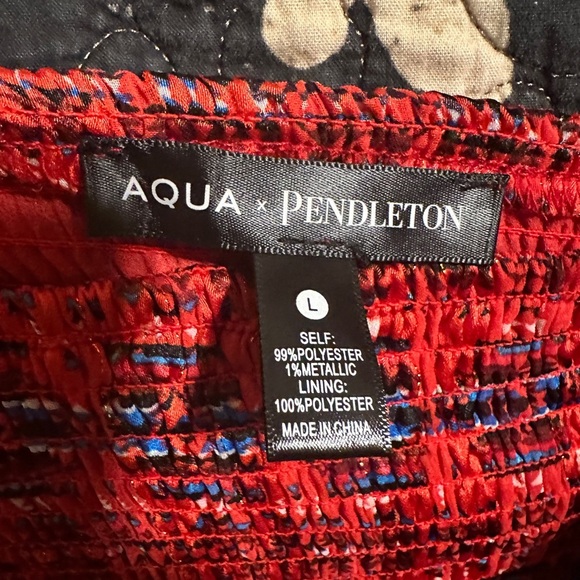 AQUA × PENDLETON
L
SELF:
99%POLYESTER
1%METALLIC
LINING:
100%POLYESTER
MADE IN CHINA